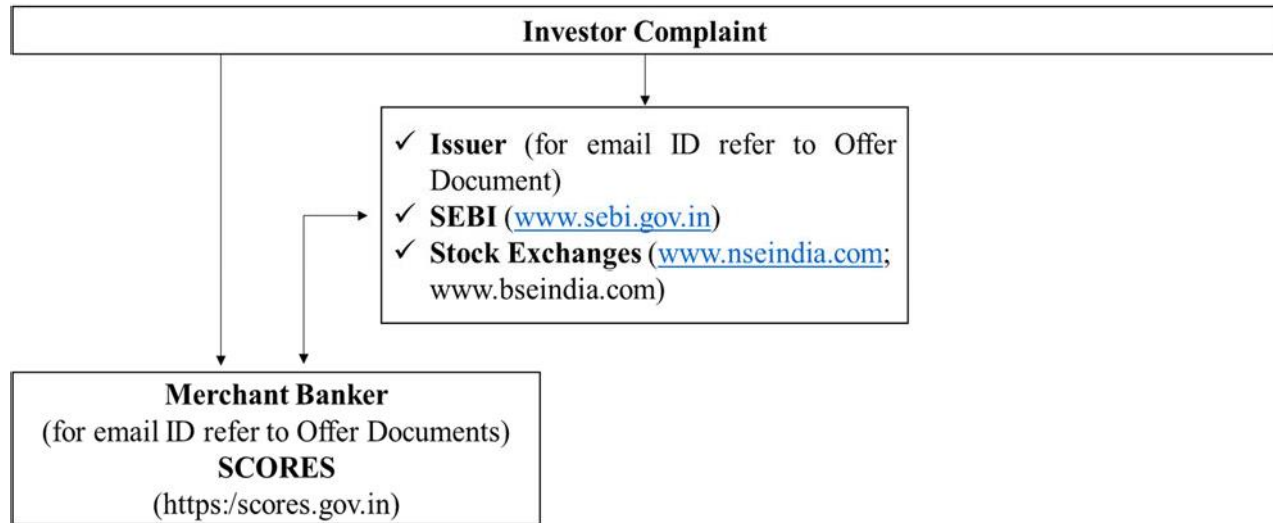 Investor Complaint
✓ Issuer (for email ID refer to Offer
Document)
✓ SEBI (www.sebi.gov.in)
✓ Stock Exchanges (www.nseindia.com;
www.bseindia.com)
Merchant Banker
(for email ID refer to Offer Documents)
SCORES
(https:/scores.gov.in)